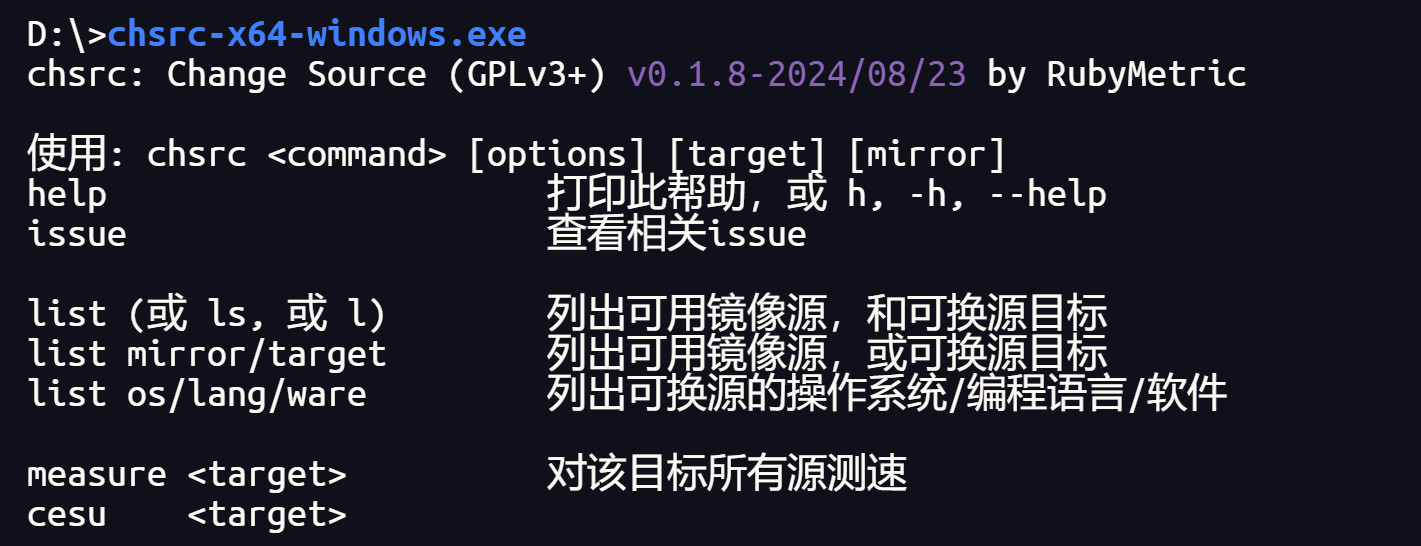 D:\>chsrc-x64-windows.exe
chsrc: Change Source (GPLv3+) v0.1.8-2024/08/23 by RubyMetric
使用: chsrc <command> [options] [target] [mirror]
help 打印此帮助，或 h, -h, --help
issue 查看相关issue
list (或 ls, 或 l) 列出可用镜像源，和可换源目标
list mirror/target 列出可用镜像源，或可换源目标
list os/lang/ware 列出可换源的操作系统/编程语言/软件
measure <target> 对该目标所有源测速
cesu <target>